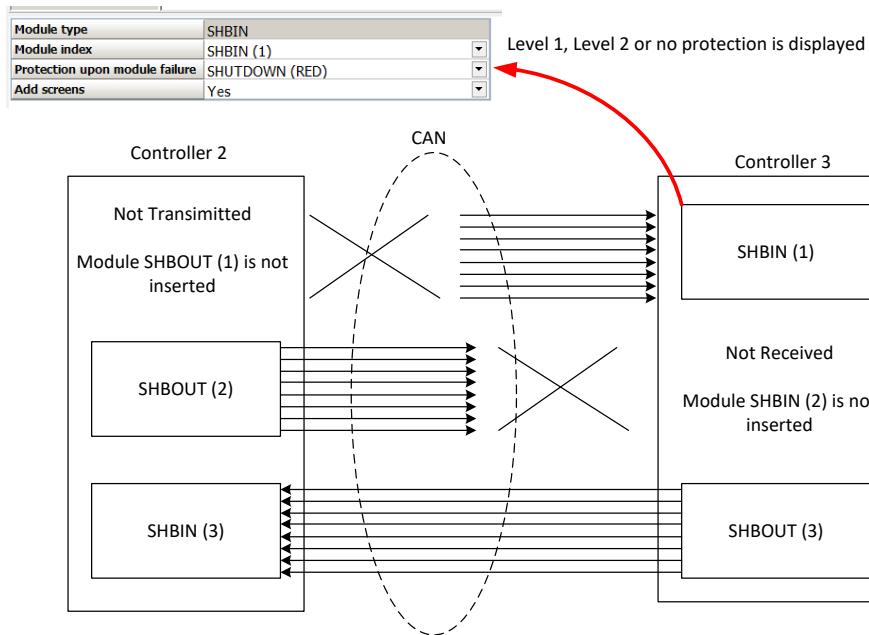 Module type SHBIN
Module index SHBIN (1)
Protection upon module failure SHUTDOWN (RED)
Add screens Yes
Level 1, Level 2 or no protection is displayed
CAN
Controller 2
Controller 3
Not Transimitted
Module SHBOUT (1) is not
inserted
SHBIN (1)
SHBOUT (2)
Not Received
Module SHBIN (2) is no
inserted
SHBIN (3)
SHBOUT (3)